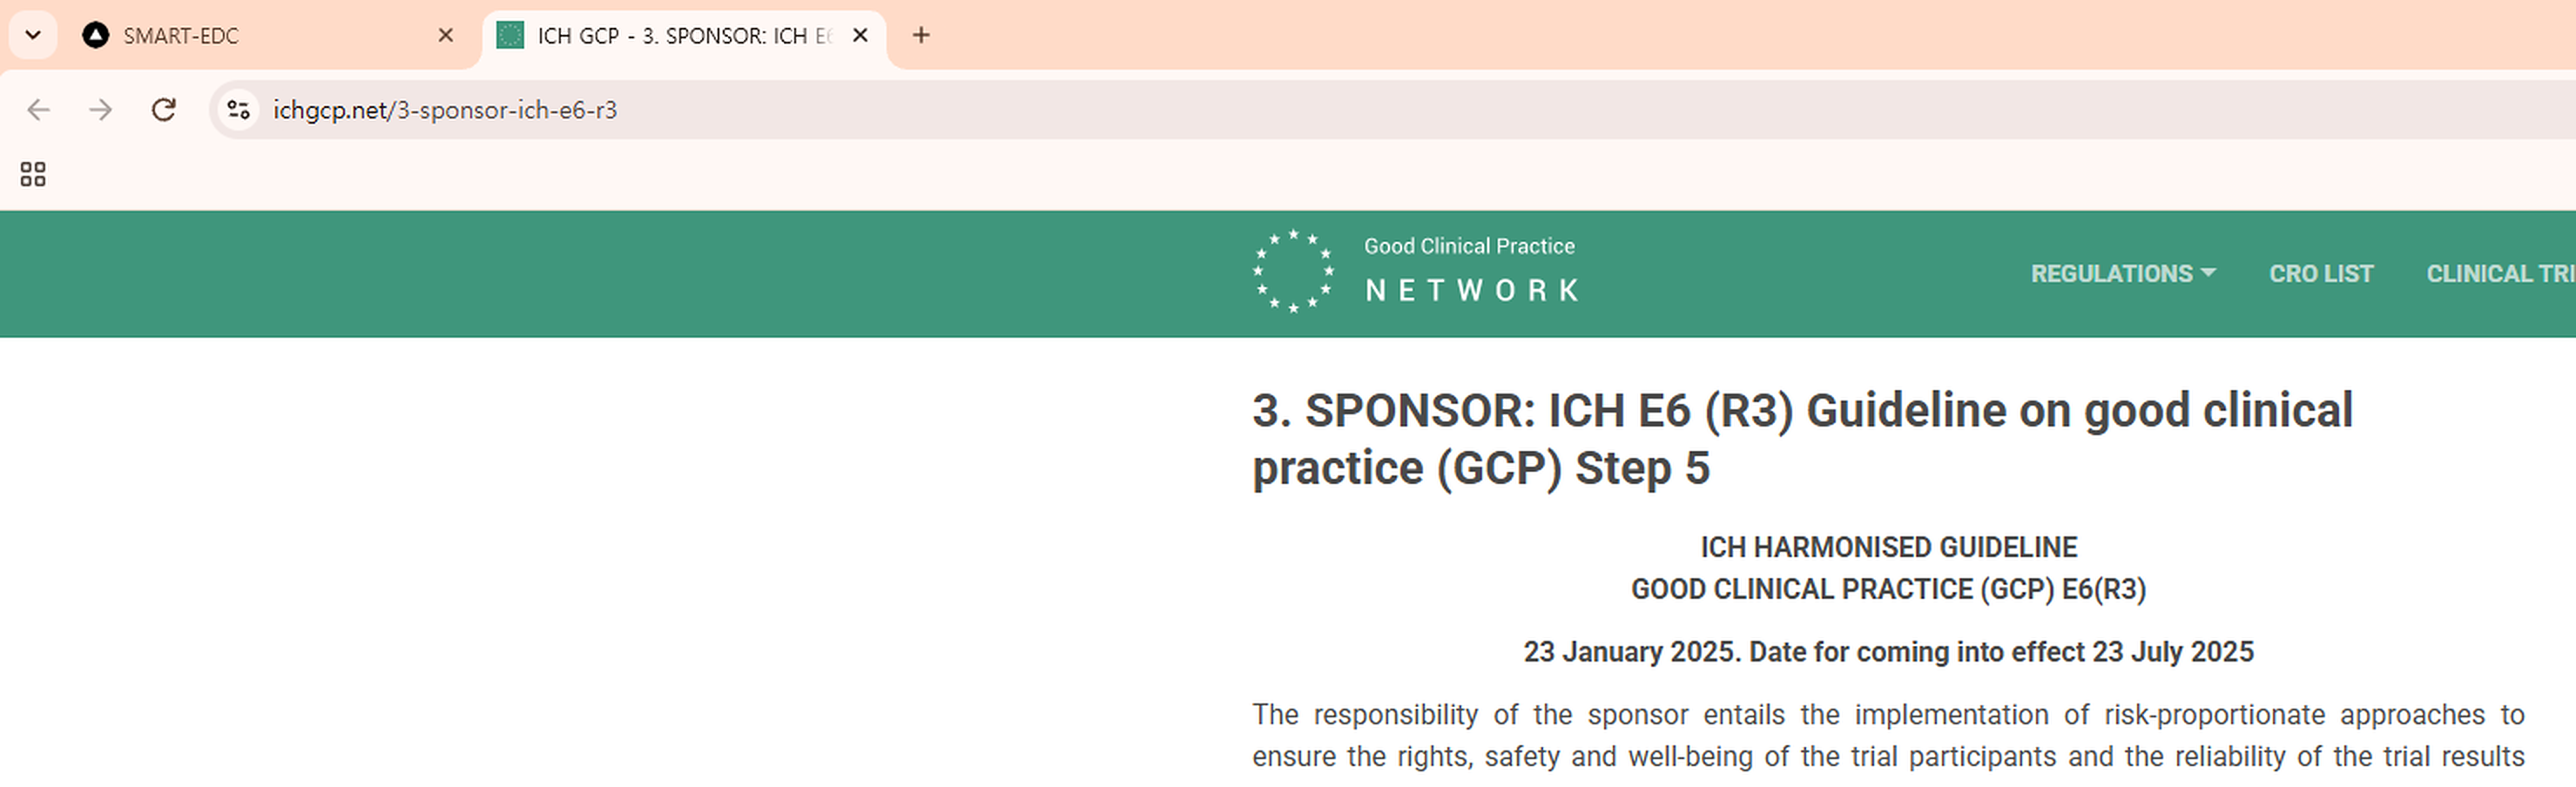 SMART-EDC
ICH GCP - 3. SPONSOR: ICH E6
ichgcp.net/3-sponsor-ich-e6-r3
Good Clinical Practice
NETWORK
REGULATIONS
CRO LIST
CLINICAL TRI
3. SPONSOR: ICH E6 (R3) Guideline on good clinical
practice (GCP) Step 5
ICH HARMONISED GUIDELINE
GOOD CLINICAL PRACTICE (GCP) E6(R3)
23 January 2025. Date for coming into effect 23 July 2025
The responsibility of the sponsor entails the implementation of risk-proportionate approaches to
ensure the rights, safety and well-being of the trial participants and the reliability of the trial results